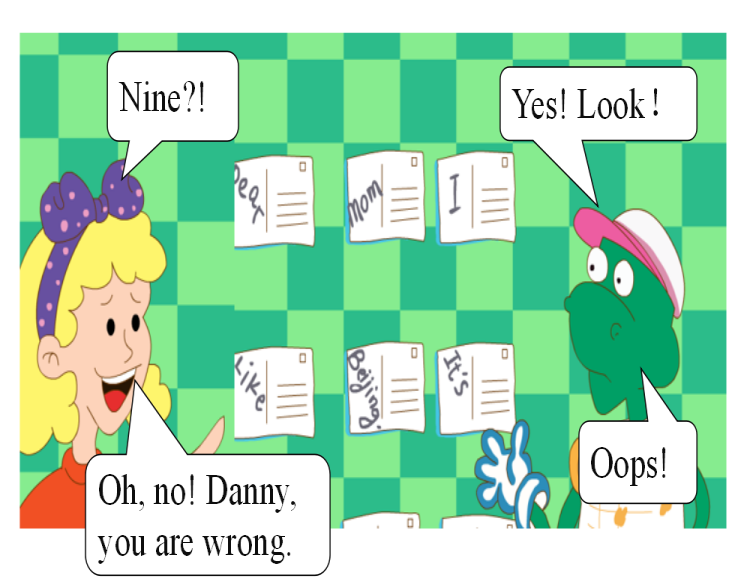 Nine?!
Yes! Look!
Dear
Mom
I
Like
Beijing.
It's
Oops!
Oh, no! Danny,
you are wrong.